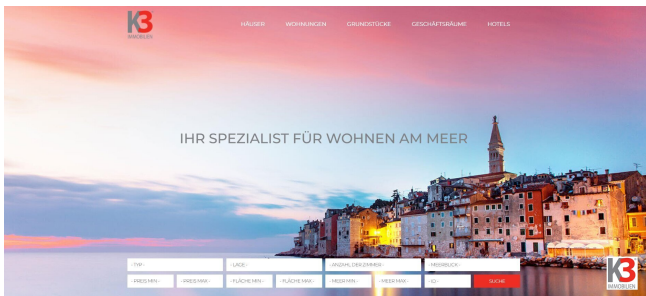 K3
IMMOBILIEN
HÄUSER WOHNUNGEN GRUNDSTÜCKE GESCHÄFTSRÄUME HOTELS
IHR SPEZIALIST FÜR WOHNEN AM MEER
- TYP - - LAGE - - ANZAHL DER ZIMMER - - MEERBLICK -
- PREIS MIN - - PREIS MAX - - FLÄCHE MIN - - FLÄCHE MAX - - MEER MIN - - MEER MAX - - ID - SUCHE
K3
IMMOBILIEN